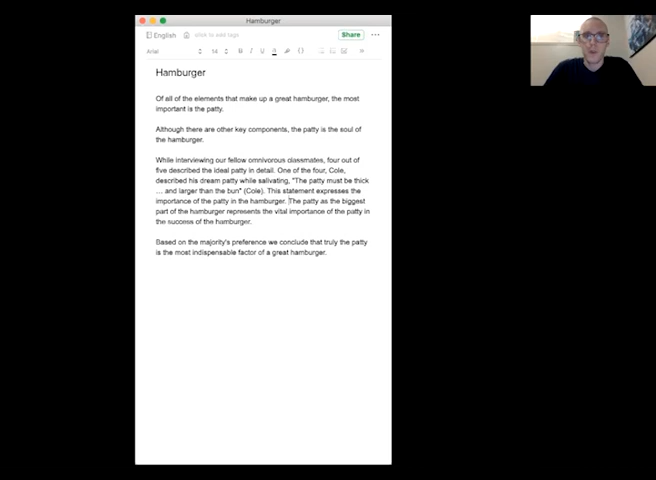 Hamburger
English
click to add tags
Share
Arial
14
B I U a
Hamburger
Of all of the elements that make up a great hamburger, the most
important is the patty.
Although there are other key components, the patty is the soul of
the hamburger.
While interviewing our fellow omnivorous classmates, four out of
five described the ideal patty in detail. One of the four, Cole,
described his dream patty while salivating, "The patty must be thick
... and larger than the bun" (Cole). This statement expresses the
importance of the patty in the hamburger. The patty as the biggest
part of the hamburger represents the vital importance of the patty in
the success of the hamburger.
Based on the majority's preference we conclude that truly the patty
is the most indispensable factor of a great hamburger.